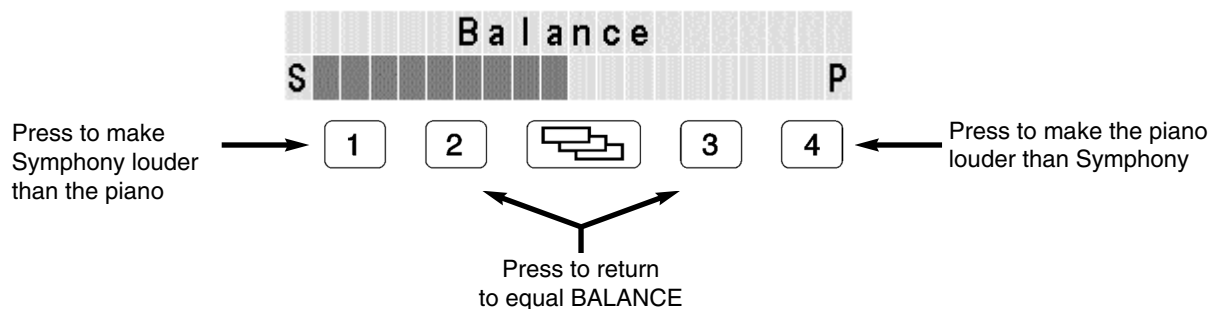 Balance
S P
1 2 3 4
Press to make
Symphony louder
than the piano
Press to make the piano
louder than Symphony
Press to return
to equal BALANCE